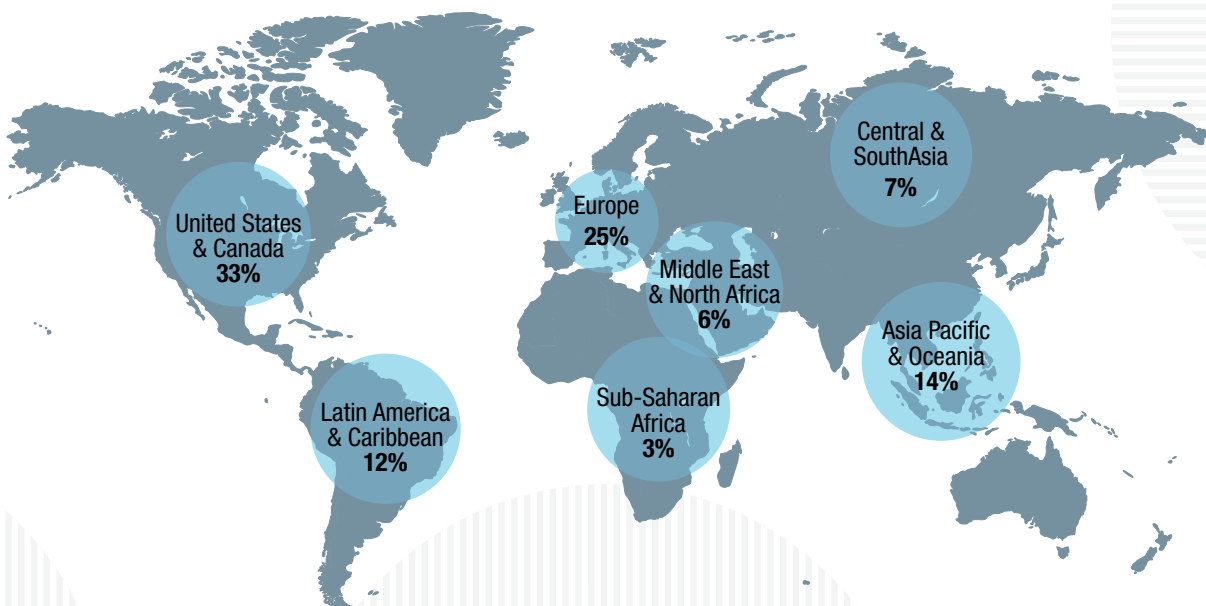 United States
& Canada
33%
Latin America
& Caribbean
12%
Europe
25%
Middle East
& North Africa
6%
Sub-Saharan
Africa
3%
Central &
SouthAsia
7%
Asia Pacific
& Oceania
14%